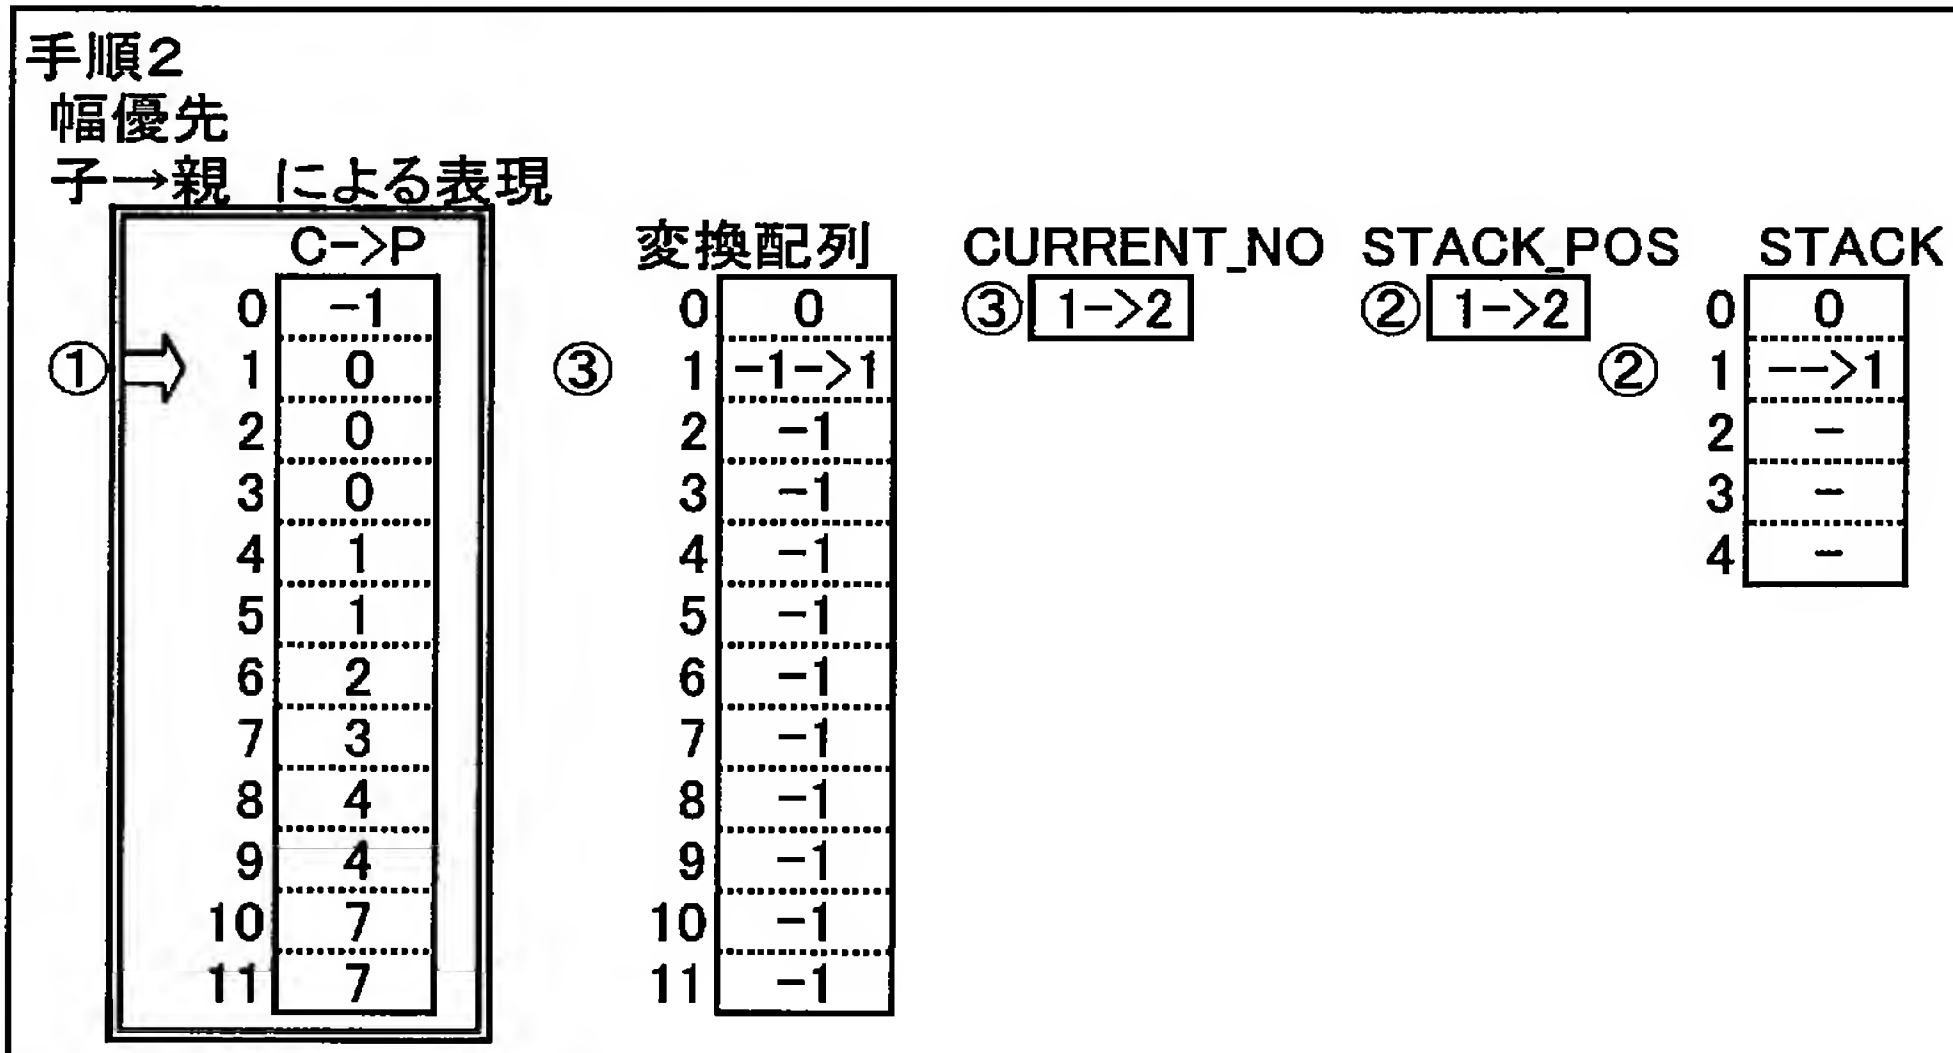 手順2
幅優先
子→親 による表現
C->P 変換配列 CURRENT_NO STACK_POS STACK
0 -1 0 0 ③ 1->2 ② 1->2 0 0
① 1 0 ③ 1 -1->1 ② 1 -->1
2 0 2 -1 2 -
3 0 3 -1 3 -
4 1 4 -1 4 -
5 1 5 -1
6 2 6 -1
7 3 7 -1
8 4 8 -1
9 4 9 -1
10 7 10 -1
11 7 11 -1